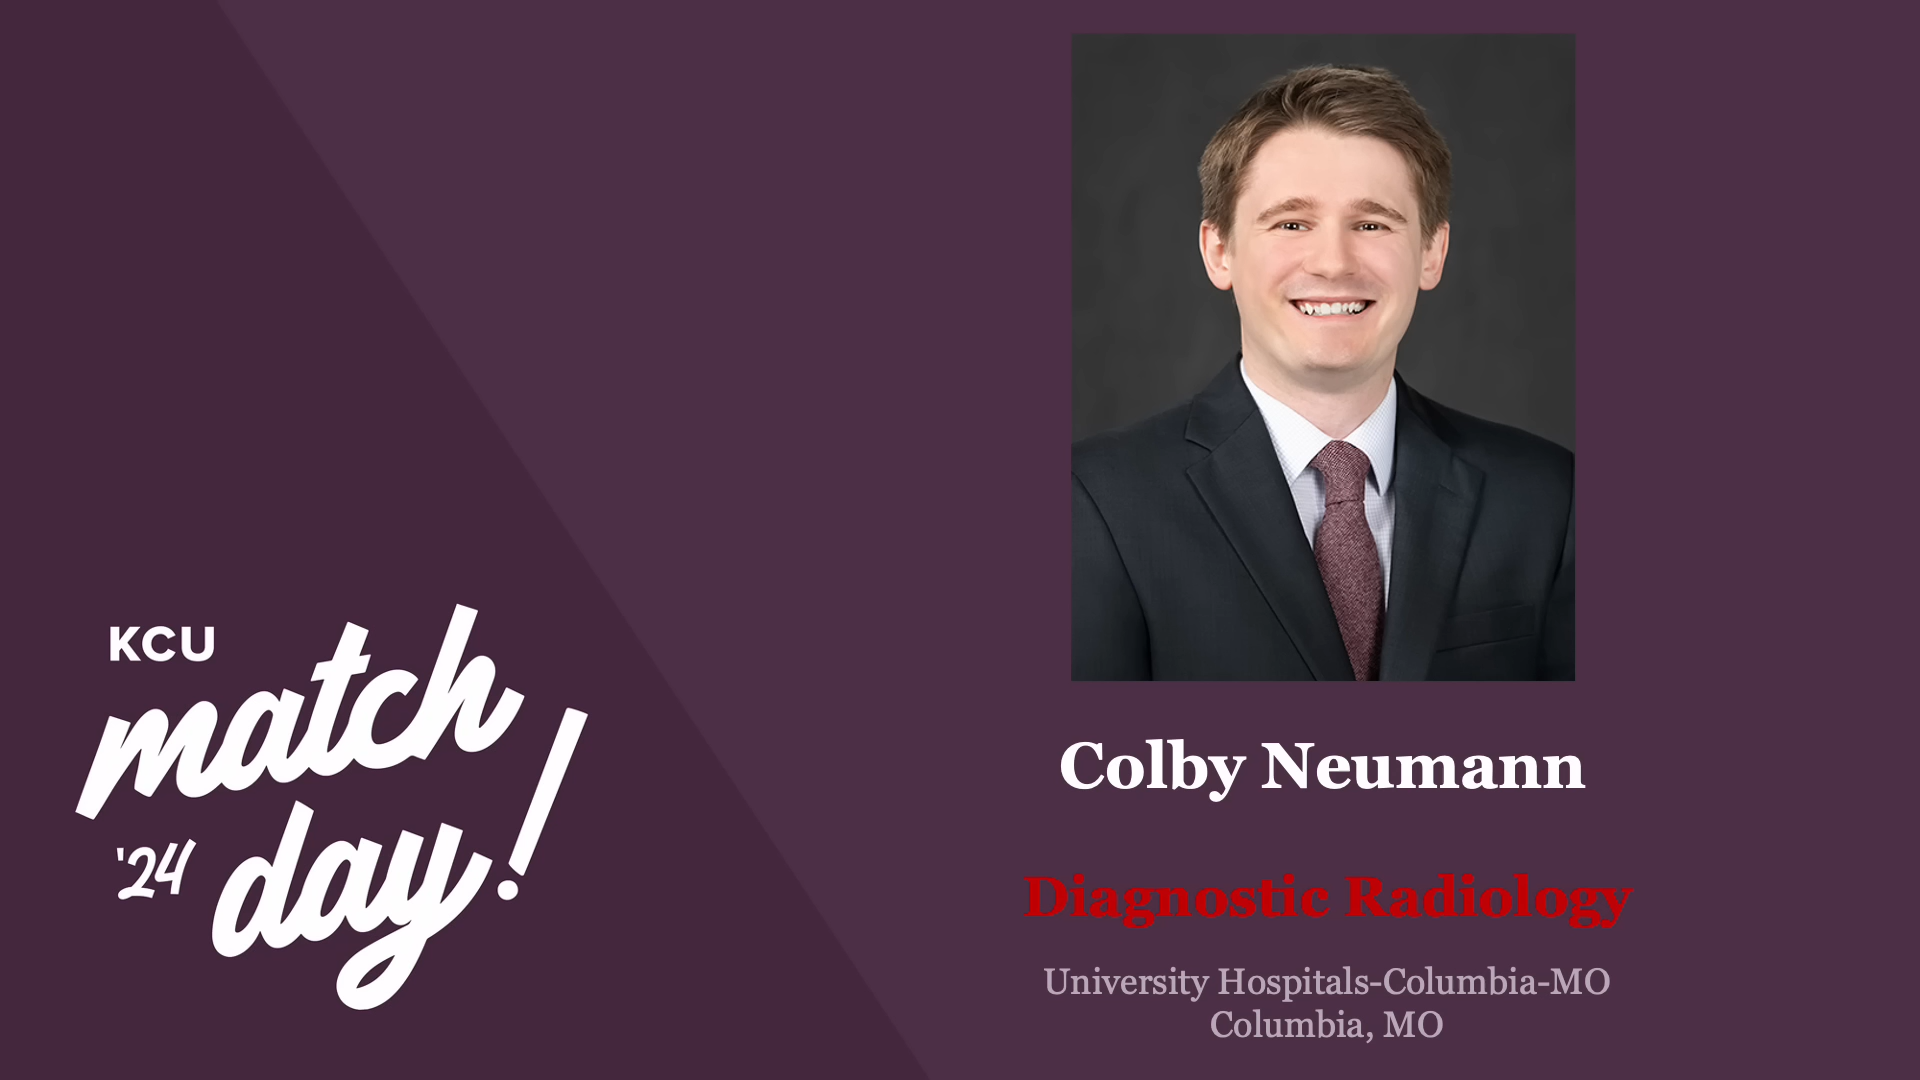 KCU
match
'24 day!
Colby Neumann
Diagnostic Radiology
University Hospitals-Columbia-MO
Columbia, MO